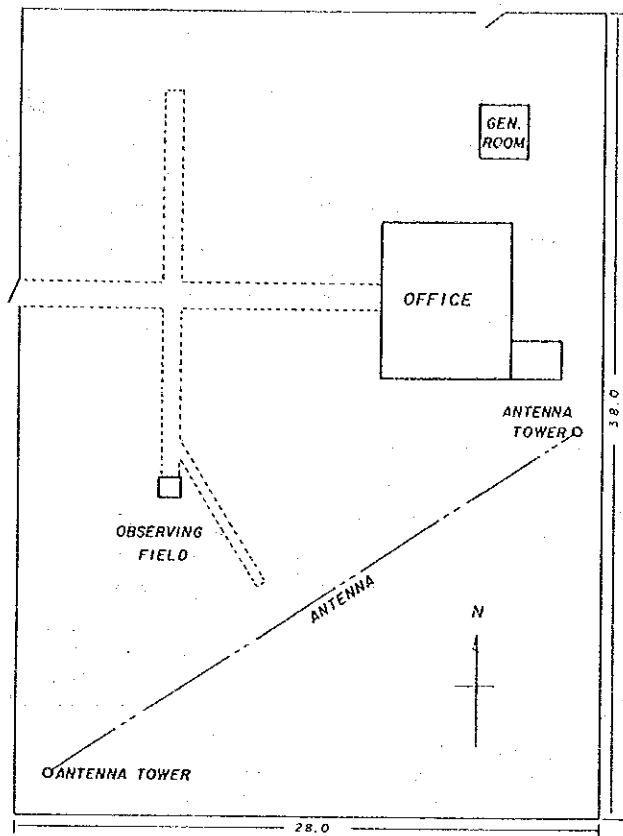 GEN.
ROOM
OFFICE
ANTENNA
TOWER
38.0
OBSERVING
FIELD
ANTENNA
N
ANTENNA TOWER
28.0